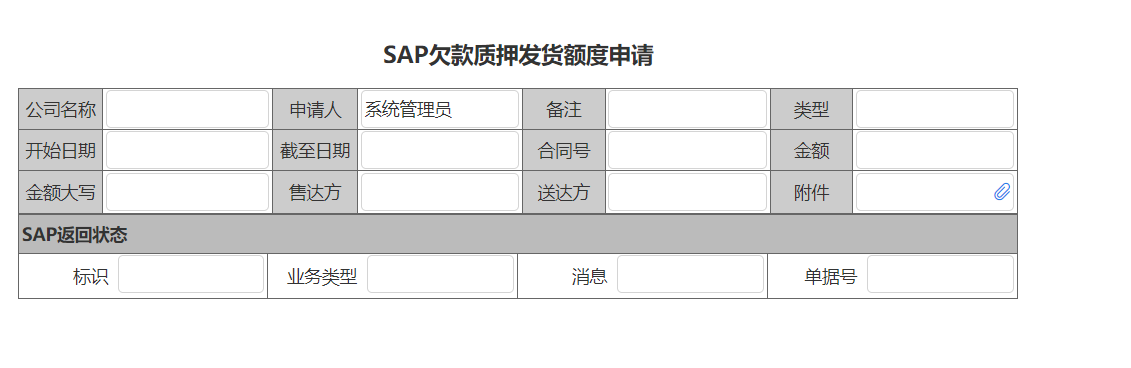 SAP欠款质押发货额度申请
公司名称 申请人 系统管理员 备注 类型
开始日期 截至日期 合同号 金额
金额大写 售达方 送达方 附件
SAP返回状态
标识 业务类型 消息 单据号